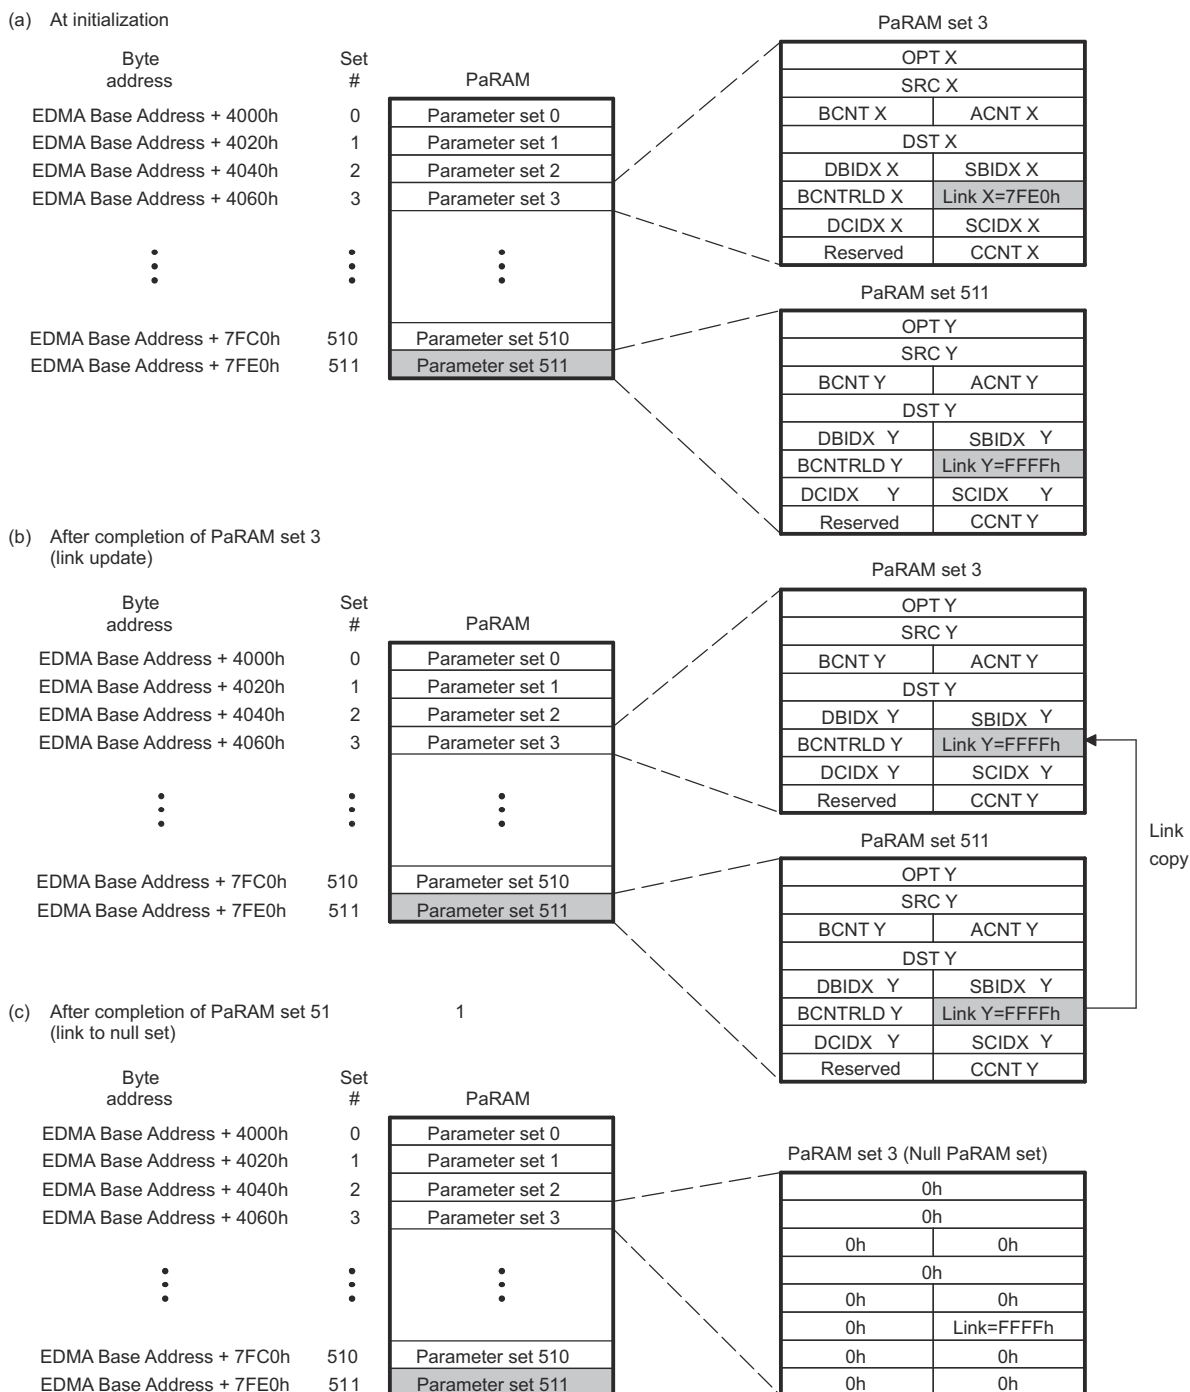 (a) At initialization
Byte address Set # PaRAM
EDMA Base Address + 4000h 0 Parameter set 0
EDMA Base Address + 4020h 1 Parameter set 1
EDMA Base Address + 4040h 2 Parameter set 2
EDMA Base Address + 4060h 3 Parameter set 3
EDMA Base Address + 7FC0h 510 Parameter set 510
EDMA Base Address + 7FE0h 511 Parameter set 511
PaRAM set 3
OPT X
SRC X
BCNT X ACNT X
DST X
DBIDX X SBIDX X
BCNTRLD X Link X=7FE0h
DCIDX X SCIDX X
Reserved CCNT X
PaRAM set 511
OPT Y
SRC Y
BCNT Y ACNT Y
DST Y
DBIDX Y SBIDX Y
BCNTRLD Y Link Y=FFFFh
DCIDX Y SCIDX Y
Reserved CCNT Y
(b) After completion of PaRAM set 3
(link update)
Byte address Set # PaRAM
EDMA Base Address + 4000h 0 Parameter set 0
EDMA Base Address + 4020h 1 Parameter set 1
EDMA Base Address + 4040h 2 Parameter set 2
EDMA Base Address + 4060h 3 Parameter set 3
EDMA Base Address + 7FC0h 510 Parameter set 510
EDMA Base Address + 7FE0h 511 Parameter set 511
PaRAM set 3
OPT Y
SRC Y
BCNT Y ACNT Y
DST Y
DBIDX Y SBIDX Y
BCNTRLD Y Link Y=FFFFh
DCIDX Y SCIDX Y
Reserved CCNT Y
Link
copy
PaRAM set 511
OPT Y
SRC Y
BCNT Y ACNT Y
DST Y
DBIDX Y SBIDX Y
BCNTRLD Y Link Y=FFFFh
DCIDX Y SCIDX Y
Reserved CCNT Y
(c) After completion of PaRAM set 51 1
(link to null set)
Byte address Set # PaRAM
EDMA Base Address + 4000h 0 Parameter set 0
EDMA Base Address + 4020h 1 Parameter set 1
EDMA Base Address + 4040h 2 Parameter set 2
EDMA Base Address + 4060h 3 Parameter set 3
EDMA Base Address + 7FC0h 510 Parameter set 510
EDMA Base Address + 7FE0h 511 Parameter set 511
PaRAM set 3 (Null PaRAM set)
0h
0h
0h 0h
0h
0h 0h
0h Link=FFFFh
0h 0h
0h 0h